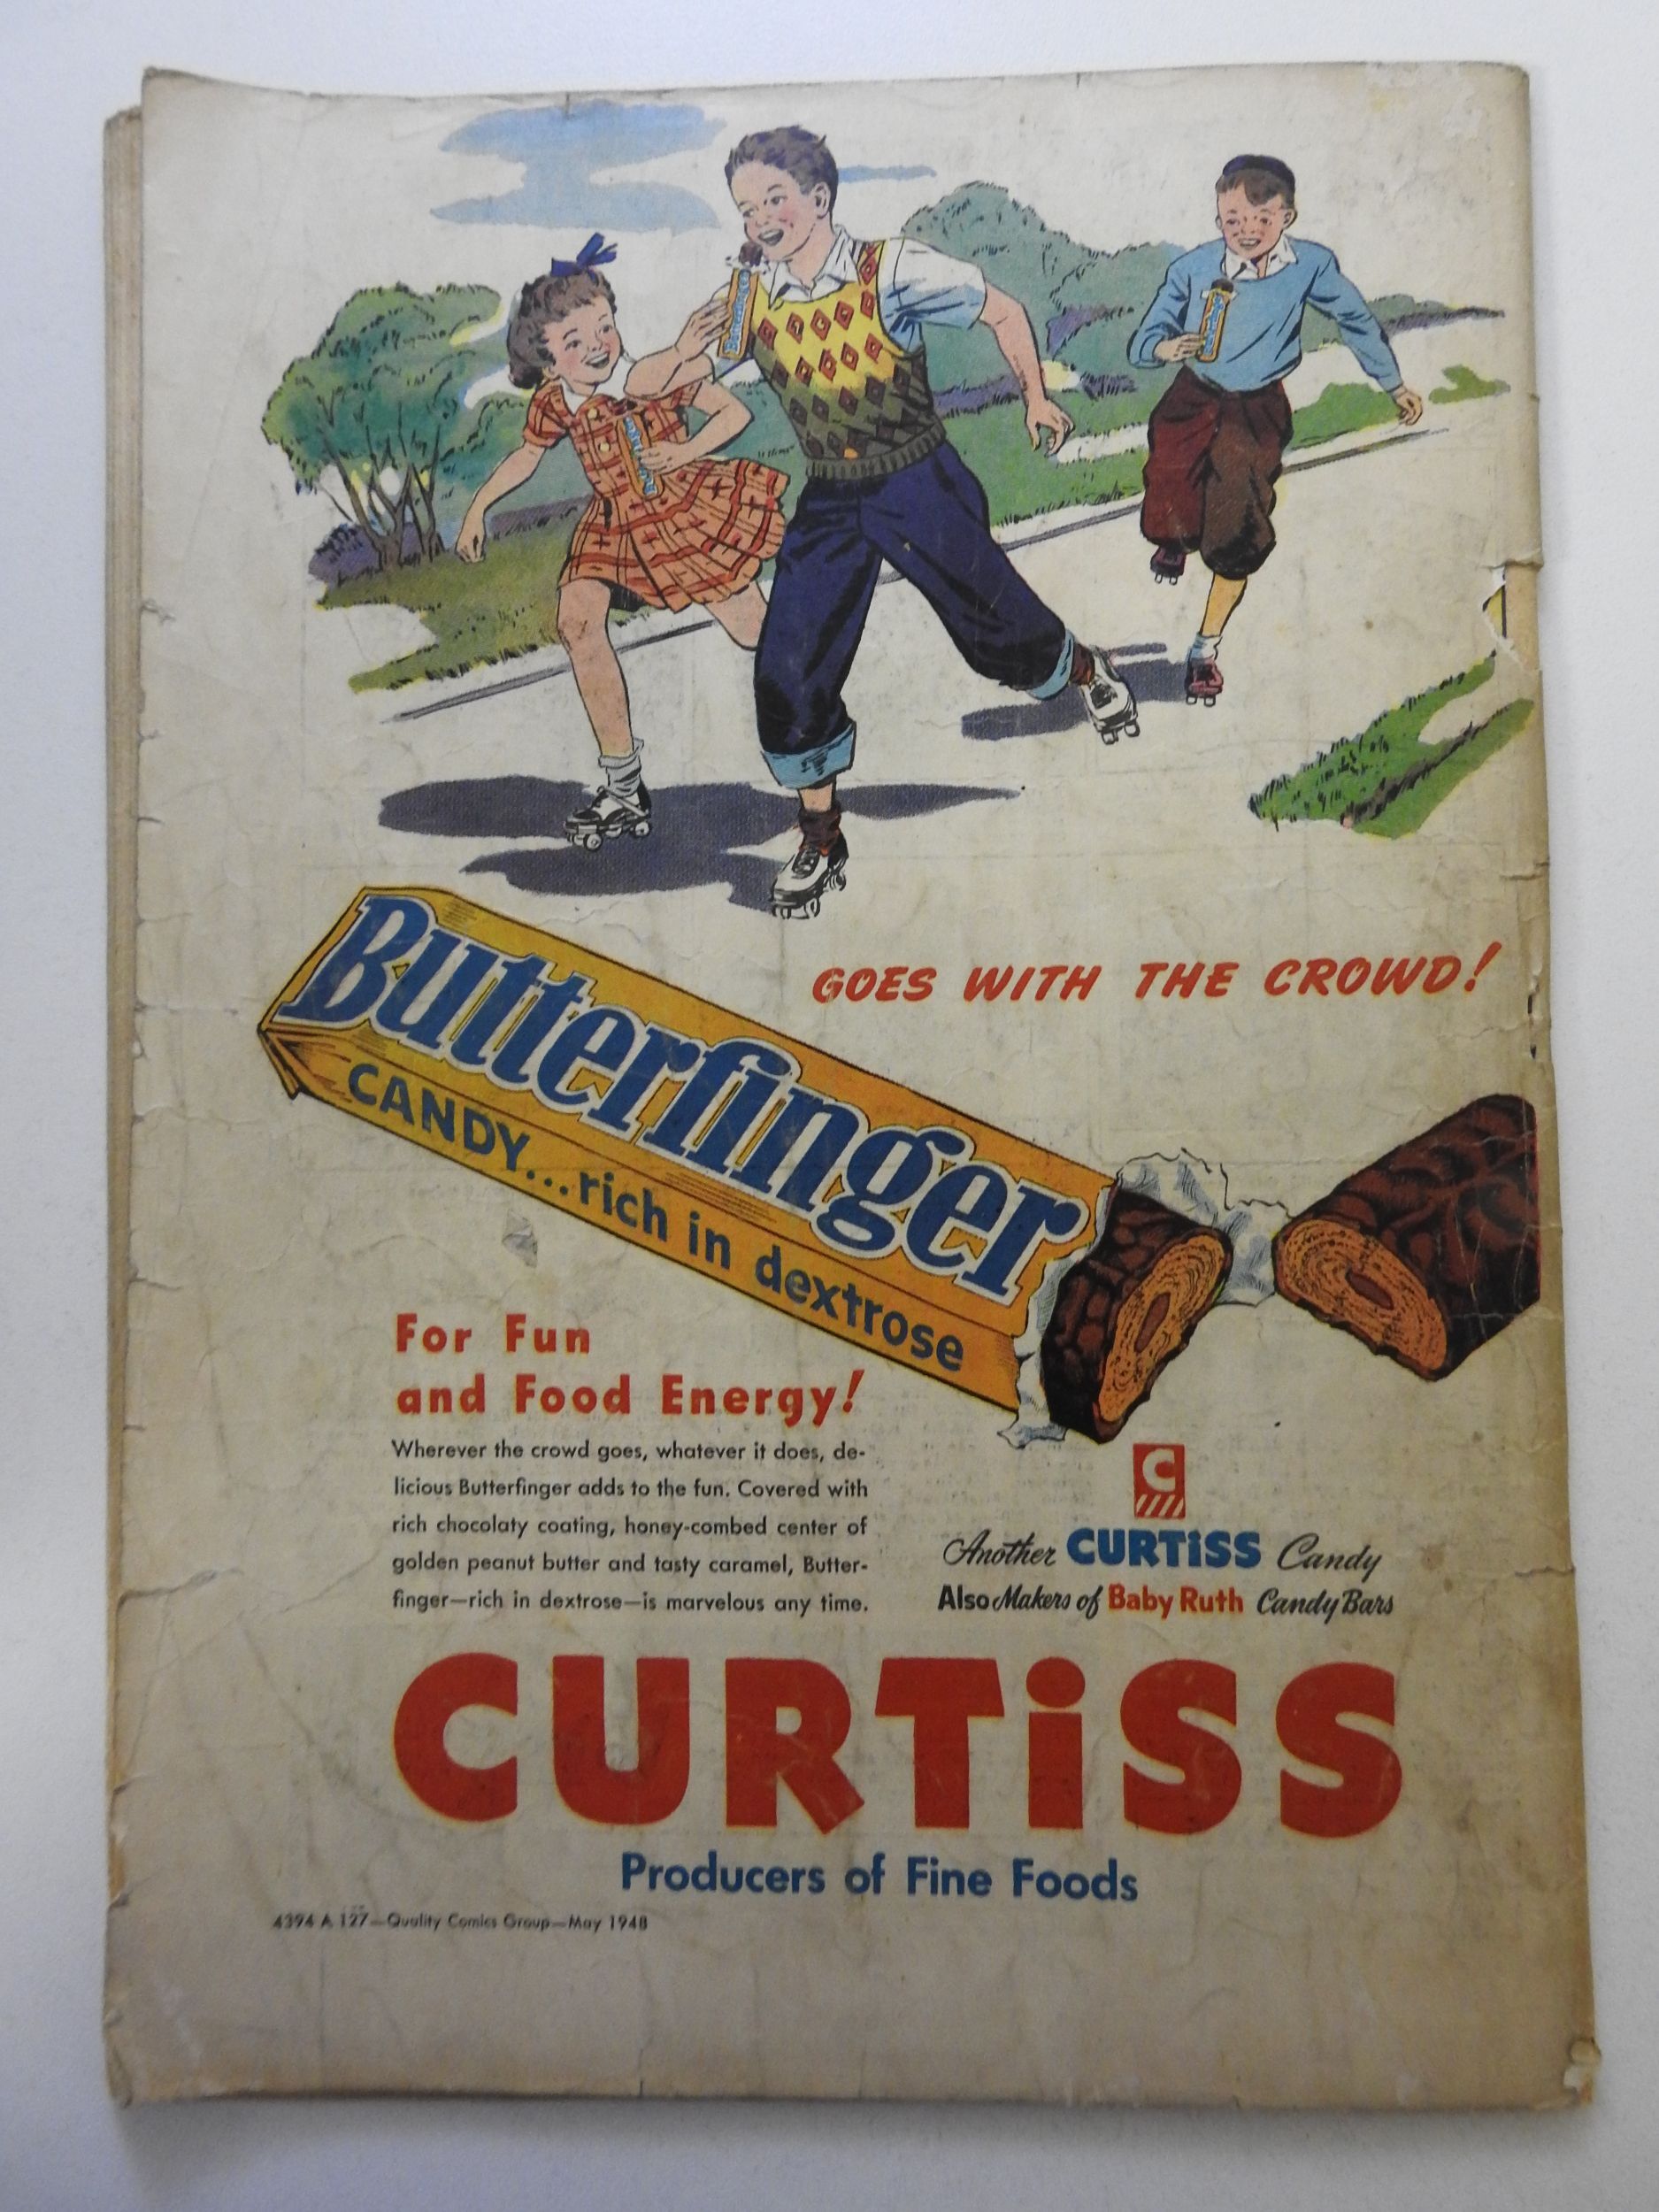 GOES WITH THE CROWD!
Butterfinger
CANDY...rich in dextrose
For Fun
and Food Energy!
Wherever the crowd goes, whatever it does, de-
licious Butterfinger adds to the fun. Covered with
rich chocolaty coating, honey-combed center of
golden peanut butter and tasty caramel, Butter-
finger—rich in dextrose—is marvelous any time.
C
Another CURTiSS Candy
Also Makers of Baby Ruth Candy Bars
CURTiSS
Producers of Fine Foods
4394 A 127—Quality Comics Group—May 1948